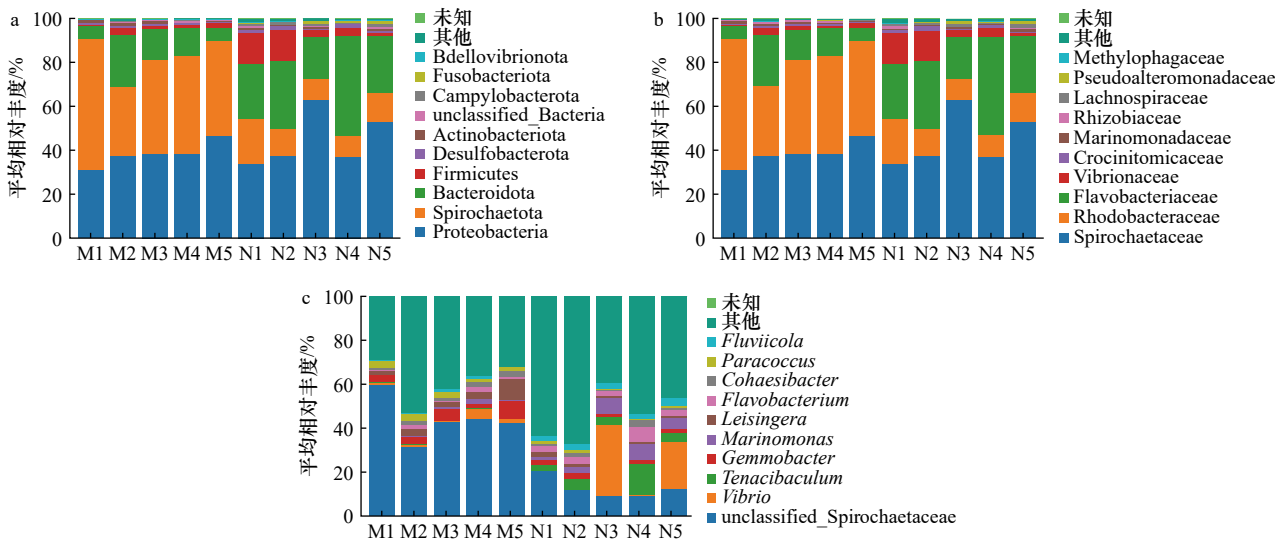 a
平均相对丰度/%
100
80
60
40
20
0
M1 M2 M3 M4 M5 N1 N2 N3 N4 N5
未知
其他
Bdellovibrionota
Fusobacteriota
Campylobacterota
unclassified_Bacteria
Actinobacteriota
Desulfobacterota
Firmicutes
Bacteroidota
Spirochaetota
Proteobacteria
b
平均相对丰度/%
100
80
60
40
20
0
M1 M2 M3 M4 M5 N1 N2 N3 N4 N5
未知
其他
Methylophagaceae
Pseudoalteromonadaceae
Lachnospiraceae
Rhizobiaceae
Marinomonadaceae
Crocinitomicaceae
Vibrionaceae
Flavobacteriaceae
Rhodobacteraceae
Spirochaetaceae
c
平均相对丰度/%
100
80
60
40
20
0
M1 M2 M3 M4 M5 N1 N2 N3 N4 N5
未知
其他
Fluviicola
Paracoccus
Cohaesibacter
Flavobacterium
Leisingera
Marinomonas
Gemmobacter
Tenacibaculum
Vibrio
unclassified_Spirochaetaceae